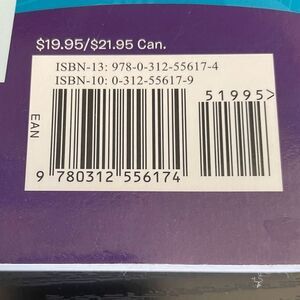 $19.95/$21.95 Can.
ISBN-13: 978-0-312-55617-4
ISBN-10: 0-312-55617-9
51995>
EAN
9 780312 556174